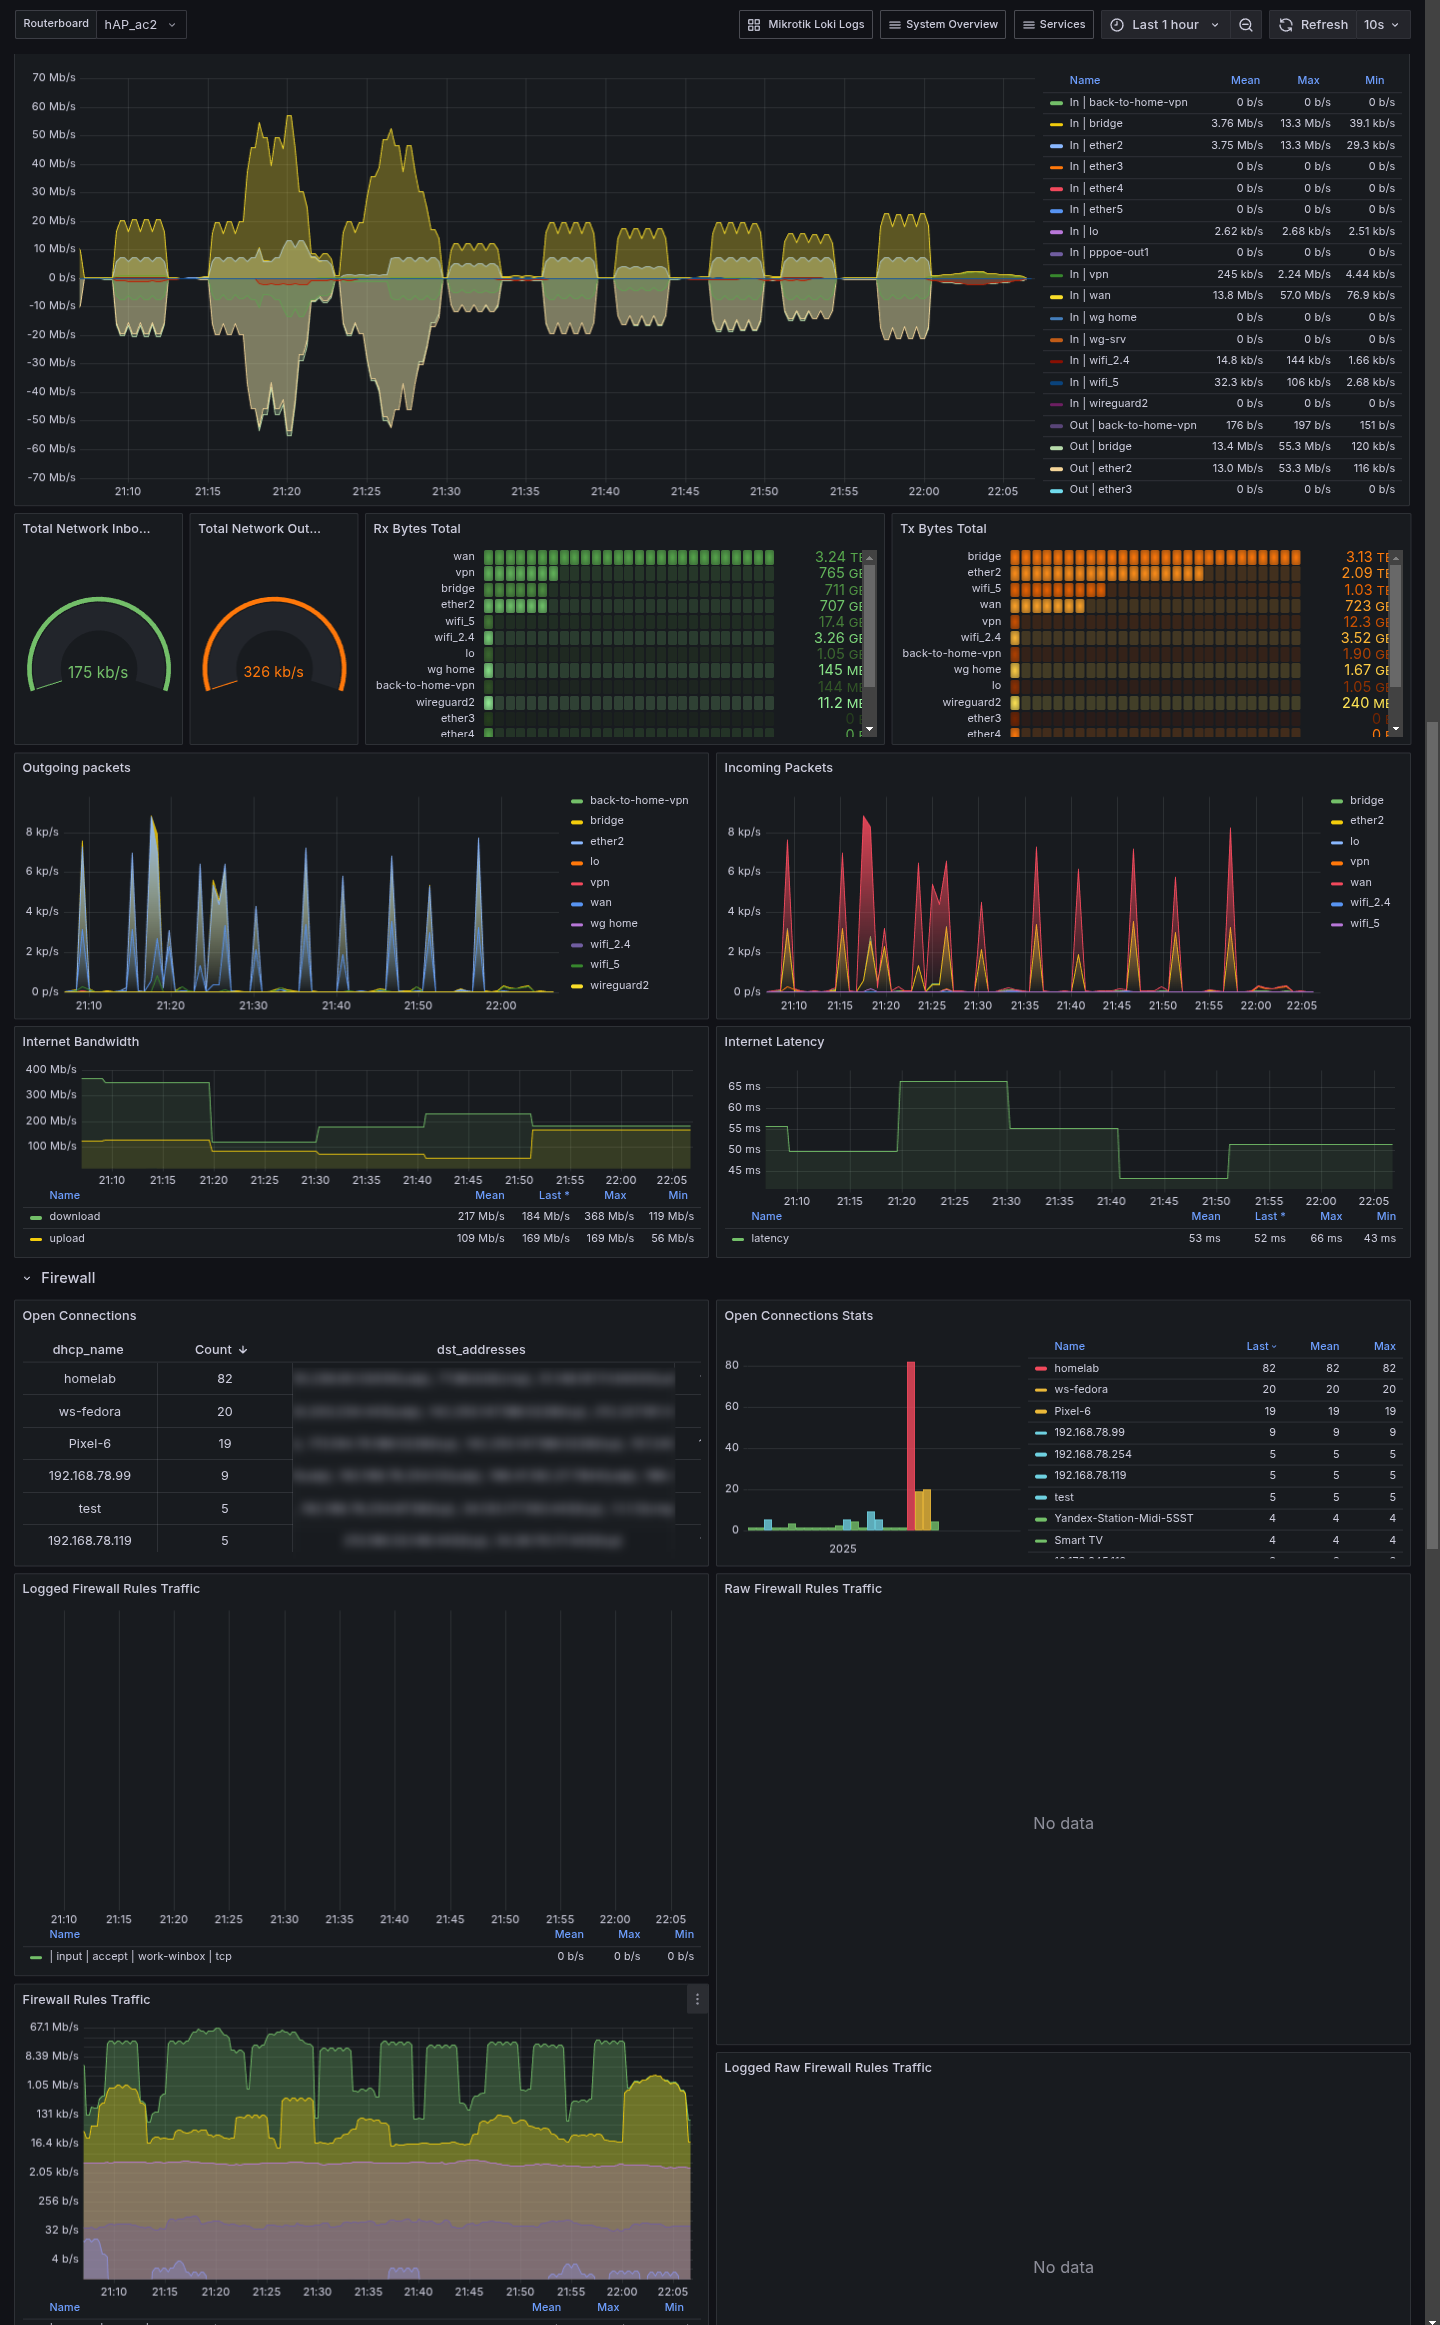 Routerboard hAP_ac2 Mikrotik Loki Logs System Overview Services Last 1 hour Refresh 10s
70 Mb/s
60 Mb/s
50 Mb/s
40 Mb/s
30 Mb/s
20 Mb/s
10 Mb/s
0 b/s
-10 Mb/s
-20 Mb/s
-30 Mb/s
-40 Mb/s
-50 Mb/s
-60 Mb/s
-70 Mb/s
21:10 21:15 21:20 21:25 21:30 21:35 21:40 21:45 21:50 21:55 22:00 22:05
Name Mean Max Min
In | back-to-home-vpn 0 b/s 0 b/s 0 b/s
In | bridge 3.76 Mb/s 13.3 Mb/s 39.1 kb/s
In | ether2 3.75 Mb/s 13.3 Mb/s 29.3 kb/s
In | ether3 0 b/s 0 b/s 0 b/s
In | ether4 0 b/s 0 b/s 0 b/s
In | ether5 0 b/s 0 b/s 0 b/s
In | lo 2.62 kb/s 2.68 kb/s 2.51 kb/s
In | pppoe-out1 0 b/s 0 b/s 0 b/s
In | vpn 245 kb/s 2.24 Mb/s 4.44 kb/s
In | wan 13.8 Mb/s 57.0 Mb/s 76.9 kb/s
In | wg home 0 b/s 0 b/s 0 b/s
In | wg-srv 0 b/s 0 b/s 0 b/s
In | wifi_2.4 14.8 kb/s 144 kb/s 1.66 kb/s
In | wifi_5 32.3 kb/s 106 kb/s 2.68 kb/s
In | wireguard2 0 b/s 0 b/s 0 b/s
Out | back-to-home-vpn 176 b/s 197 b/s 151 b/s
Out | bridge 13.4 Mb/s 55.3 Mb/s 120 kb/s
Out | ether2 13.0 Mb/s 53.3 Mb/s 116 kb/s
Out | ether3 0 b/s 0 b/s 0 b/s
Total Network Inbo...
175 kb/s
Total Network Out...
326 kb/s
Rx Bytes Total
wan 3.24 TB
vpn 765 GB
bridge 711 GB
ether2 707 GB
wifi_5 17.4 GB
wifi_2.4 3.26 GB
lo 1.05 GB
wg home 145 MB
back-to-home-vpn 144 MB
wireguard2 11.2 MB
ether3 0 B
ether4 0 B
Tx Bytes Total
bridge 3.13 TB
ether2 2.09 TB
wifi_5 1.03 TB
wan 723 GB
vpn 12.3 GB
wifi_2.4 3.52 GB
back-to-home-vpn 1.90 GB
wg home 1.67 GB
lo 1.05 GB
wireguard2 240 MB
ether3 0 B
ether4 0 B
Outgoing packets
8 kp/s
6 kp/s
4 kp/s
2 kp/s
0 p/s
21:10 21:20 21:30 21:40 21:50 22:00
back-to-home-vpn
bridge
ether2
lo
vpn
wan
wg home
wifi_2.4
wifi_5
wireguard2
Incoming Packets
8 kp/s
6 kp/s
4 kp/s
2 kp/s
0 p/s
21:10 21:15 21:20 21:25 21:30 21:35 21:40 21:45 21:50 21:55 22:00 22:05
bridge
ether2
lo
vpn
wan
wifi_2.4
wifi_5
Internet Bandwidth
400 Mb/s
300 Mb/s
200 Mb/s
100 Mb/s
21:10 21:15 21:20 21:25 21:30 21:35 21:40 21:45 21:50 21:55 22:00 22:05
Name Mean Last * Max Min
download 217 Mb/s 184 Mb/s 368 Mb/s 119 Mb/s
upload 109 Mb/s 169 Mb/s 169 Mb/s 56 Mb/s
Internet Latency
65 ms
60 ms
55 ms
50 ms
45 ms
21:10 21:15 21:20 21:25 21:30 21:35 21:40 21:45 21:50 21:55 22:00 22:05
Name Mean Last * Max Min
latency 53 ms 52 ms 66 ms 43 ms
Firewall
Open Connections
dhcp_name Count dst_addresses
homelab 82
ws-fedora 20
Pixel-6 19
192.168.78.99 9
test 5
192.168.78.119 5
Open Connections Stats
80
60
40
20
0
2025
Name Last Mean Max
homelab 82 82 82
ws-fedora 20 20 20
Pixel-6 19 19 19
192.168.78.99 9 9 9
192.168.78.254 5 5 5
192.168.78.119 5 5 5
test 5 5 5
Yandex-Station-Midi-5SST 4 4 4
Smart TV 4 4 4
Logged Firewall Rules Traffic
21:10 21:15 21:20 21:25 21:30 21:35 21:40 21:45 21:50 21:55 22:00 22:05
Name Mean Max Min
| input | accept | work-winbox | tcp 0 b/s 0 b/s 0 b/s
Raw Firewall Rules Traffic
No data
Firewall Rules Traffic
67.1 Mb/s
8.39 Mb/s
1.05 Mb/s
131 kb/s
16.4 kb/s
2.05 kb/s
256 b/s
32 b/s
4 b/s
21:10 21:15 21:20 21:25 21:30 21:35 21:40 21:45 21:50 21:55 22:00 22:05
Name Mean Max Min
Logged Raw Firewall Rules Traffic
No data